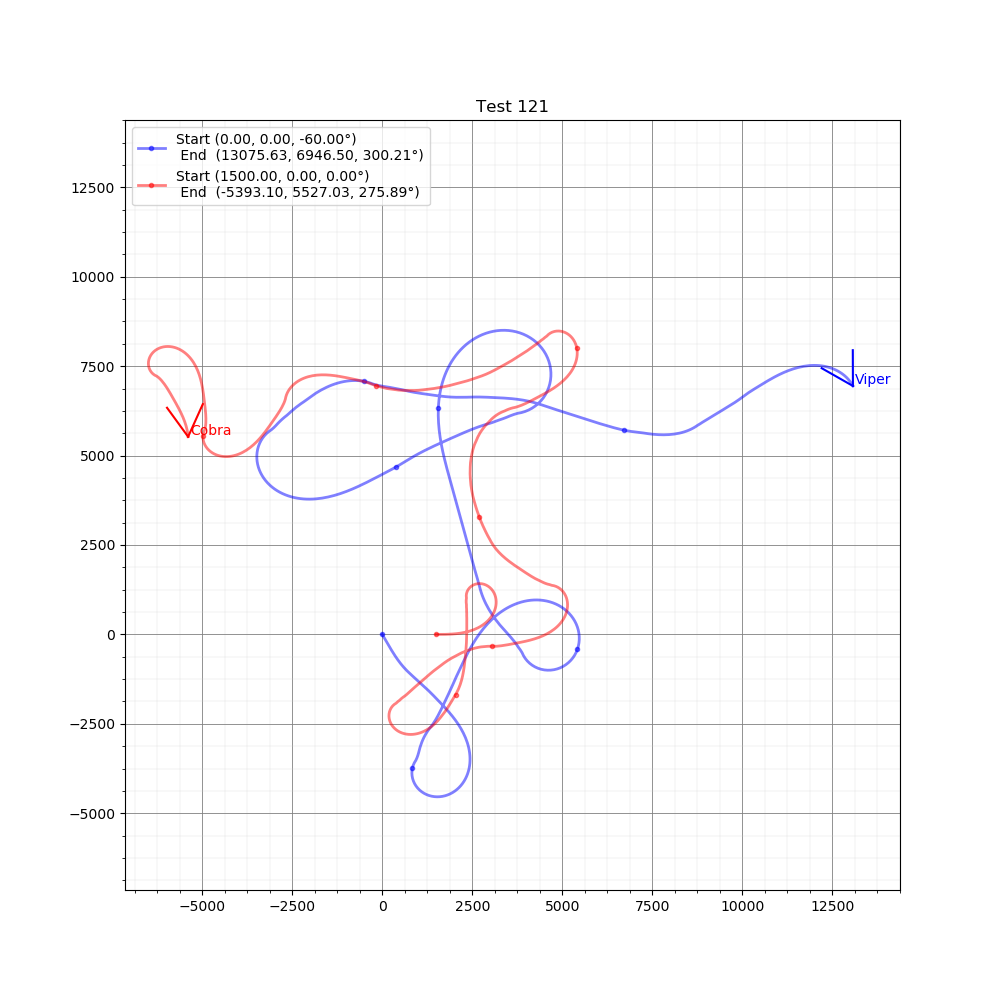 Test 121
Start (0.00, 0.00, -60.00°)
End (13075.63, 6946.50, 300.21°)
Start (1500.00, 0.00, 0.00°)
End (-5393.10, 5527.03, 275.89°)
12500
10000
7500
5000
2500
0
−2500
−5000
Viper
Cobra
−5000 −2500 0 2500 5000 7500 10000 12500